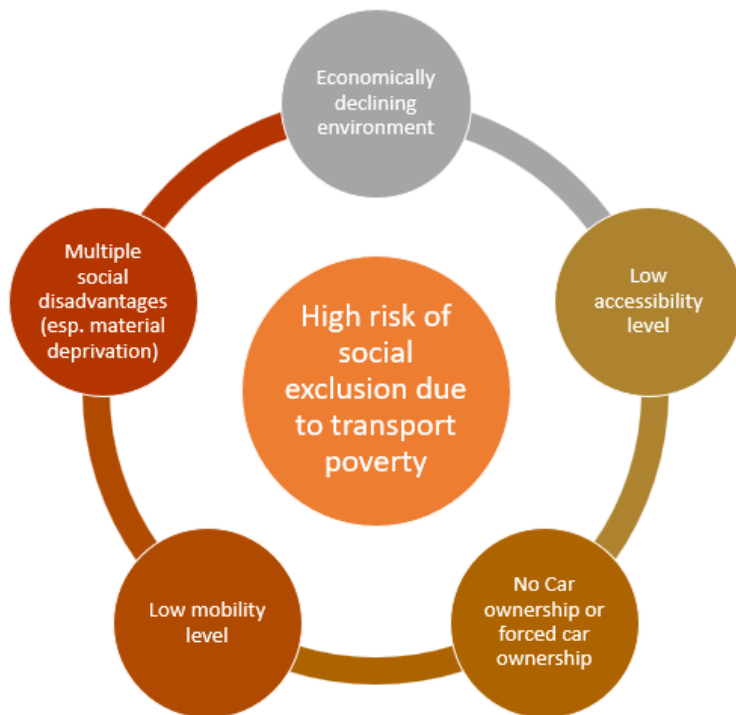 Economically
declining
environment
Low
accessibility
level
No Car
ownership or
forced car
ownership
Low mobility
level
Multiple
social
disadvantages
(esp. material
deprivation)
High risk of
social
exclusion due
to transport
poverty